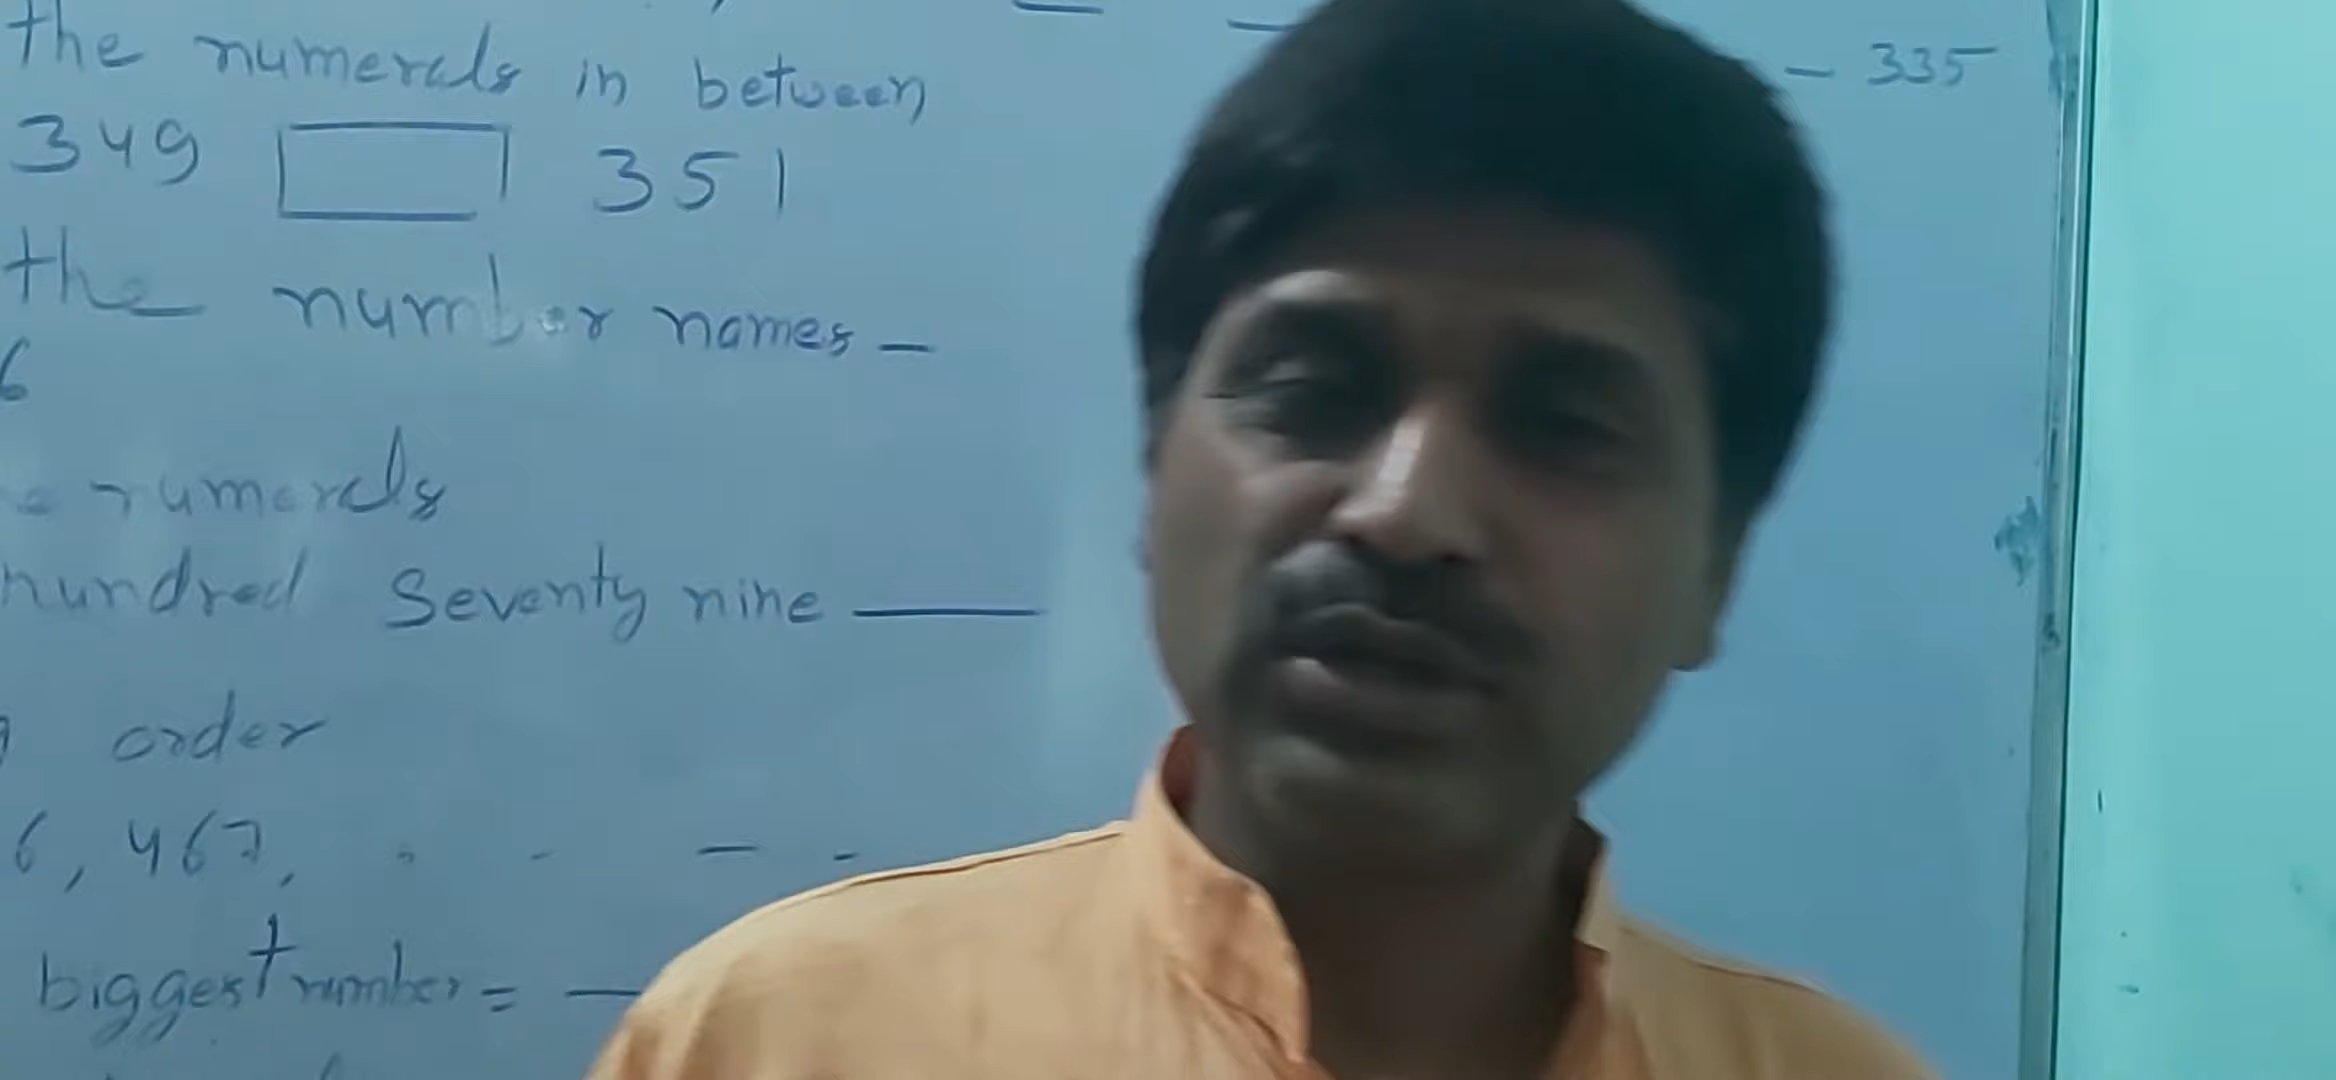 the numerals in between
— 335
349 351
the number names —
6
numerals
hundred Seventy nine
order
6, 467,
biggest number =